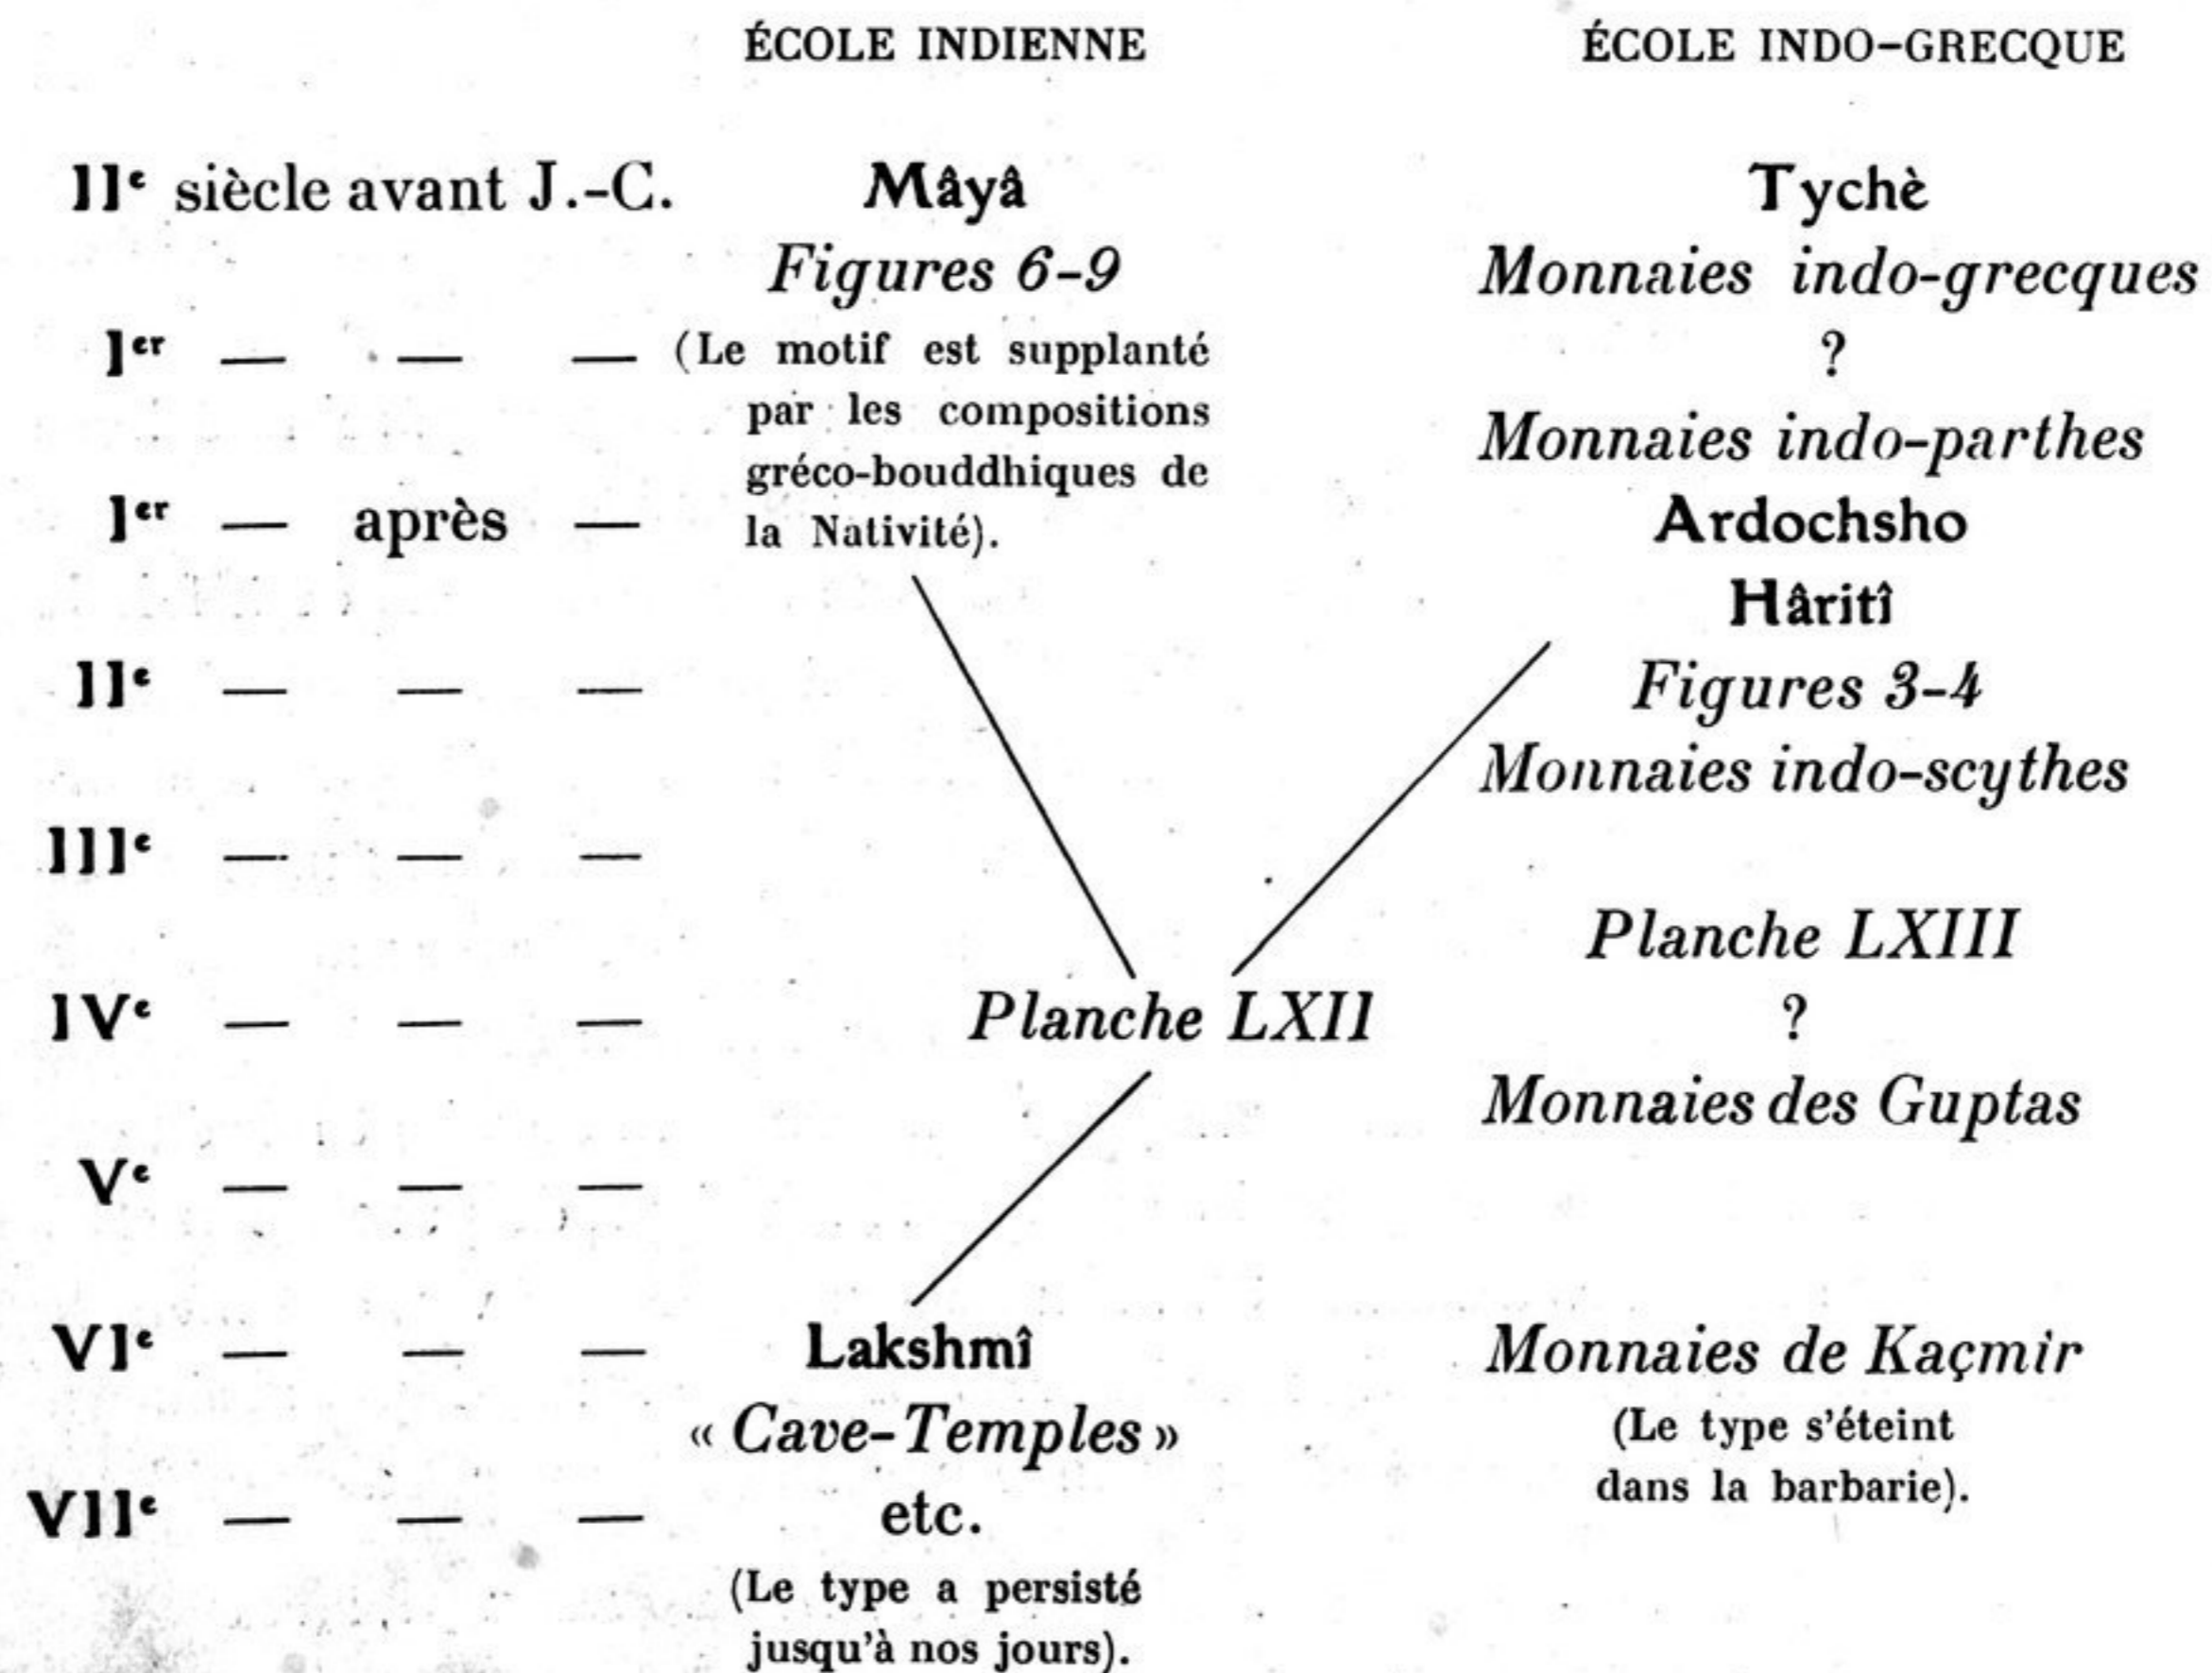 ÉCOLE INDIENNE ÉCOLE INDO-GRECQUE
IIᵉ siècle avant J.-C. Mâyâ Tychè
Figures 6-9 Monnaies indo-grecques
Iᵉʳ — — — (Le motif est supplanté ?
par les compositions Monnaies indo-parthes
gréco-bouddhiques de
Iᵉʳ — après — la Nativité). Ardochsho
Hâritî
IIᵉ — — — Figures 3-4
Monnaies indo-scythes
IIIᵉ — — —
Planche LXIII
IVᵉ — — — Planche LXII ?
Monnaies des Guptas
Vᵉ — — —
VIᵉ — — — Lakshmî Monnaies de Kaçmir
« Cave-Temples » (Le type s'éteint
dans la barbarie).
VIIᵉ — — — etc.
(Le type a persisté
jusqu'à nos jours).